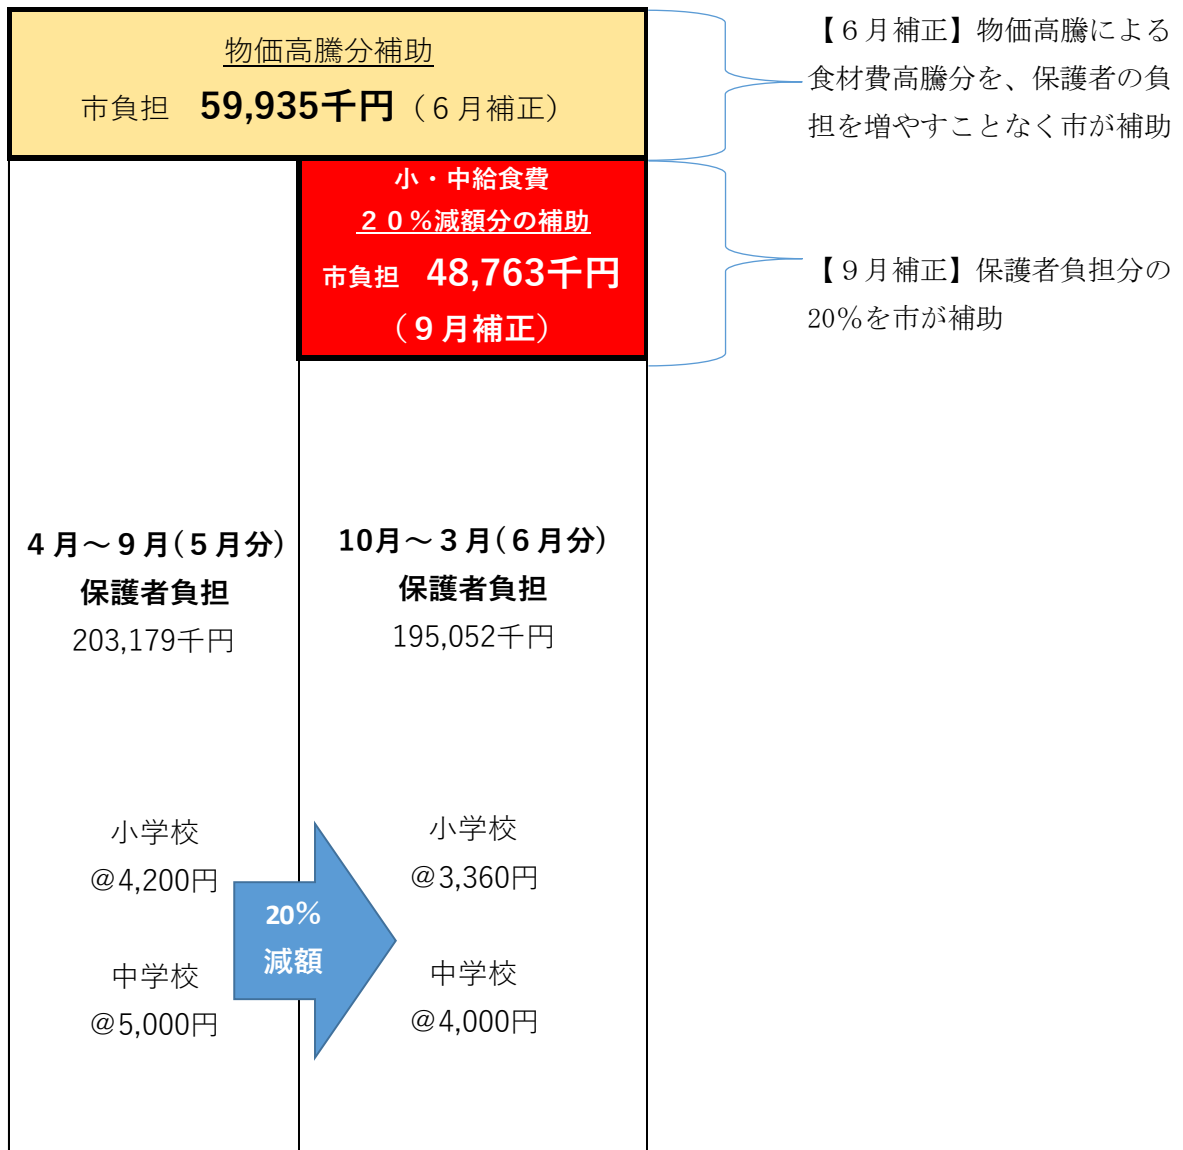 物価高騰分補助
市負担　59,935千円（６月補正）
【６月補正】物価高騰による
食材費高騰分を、保護者の負
担を増やすことなく市が補助
小・中給食費
２０％減額分の補助
市負担　48,763千円
（９月補正）
【９月補正】保護者負担分の
20％を市が補助
４月～９月(５月分)
保護者負担
203,179千円
10月～３月(６月分)
保護者負担
195,052千円
小学校
@4,200円
中学校
@5,000円
20％
減額
小学校
@3,360円
中学校
@4,000円